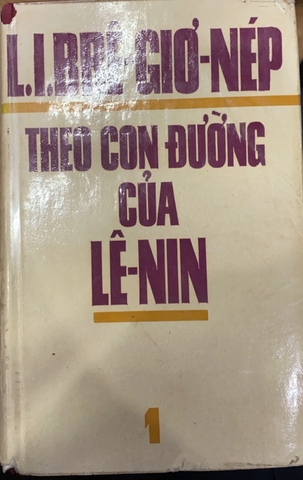 L.I.BRÊ-GIƠ-NÉP
THEO CON ĐƯỜNG
CỦA
LÊ-NIN
1